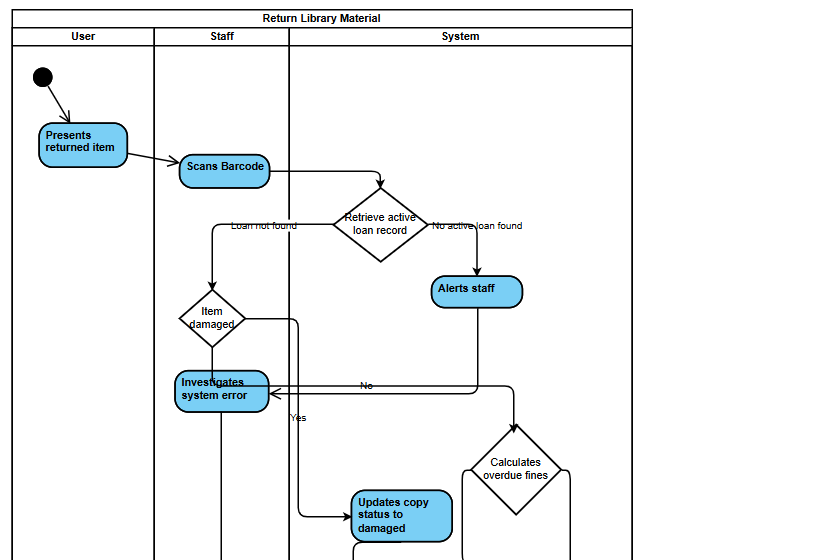 Return Library Material
User
Staff
System
Presents
returned item
Scans Barcode
Retrieve active
loan record
Loan not found
No active loan found
Alerts staff
Item
damaged
Investigates
system error
No
Yes
Calculates
overdue fines
Updates copy
status to
damaged